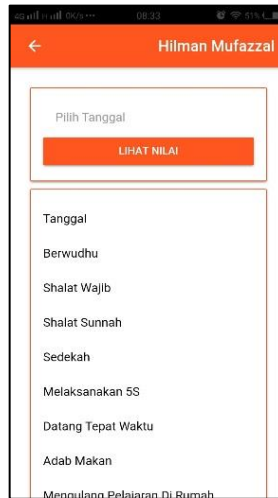 0K/s ... 08.33 51%
Hilman Mufazzal
Pilih Tanggal
LIHAT NILAI
Tanggal
Berwudhu
Shalat Wajib
Shalat Sunnah
Sedekah
Melaksanakan 5S
Datang Tepat Waktu
Adab Makan
Mengulang Pelajaran Di Rumah